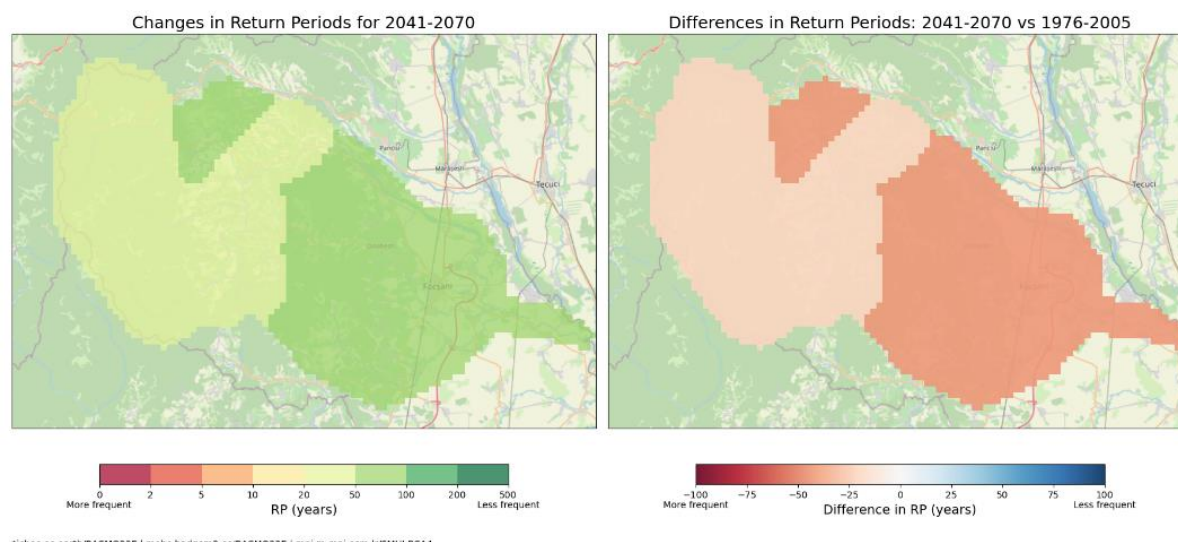 Changes in Return Periods for 2041-2070
Differences in Return Periods: 2041-2070 vs 1976-2005
Panciu
Tecuci
Focșani
Panciu
Tecuci
0 2 5 10 20 50 100 200 500
More frequent RP (years) Less frequent
−100 −75 −50 −25 0 25 50 75 100
More frequent Difference in RP (years) Less frequent